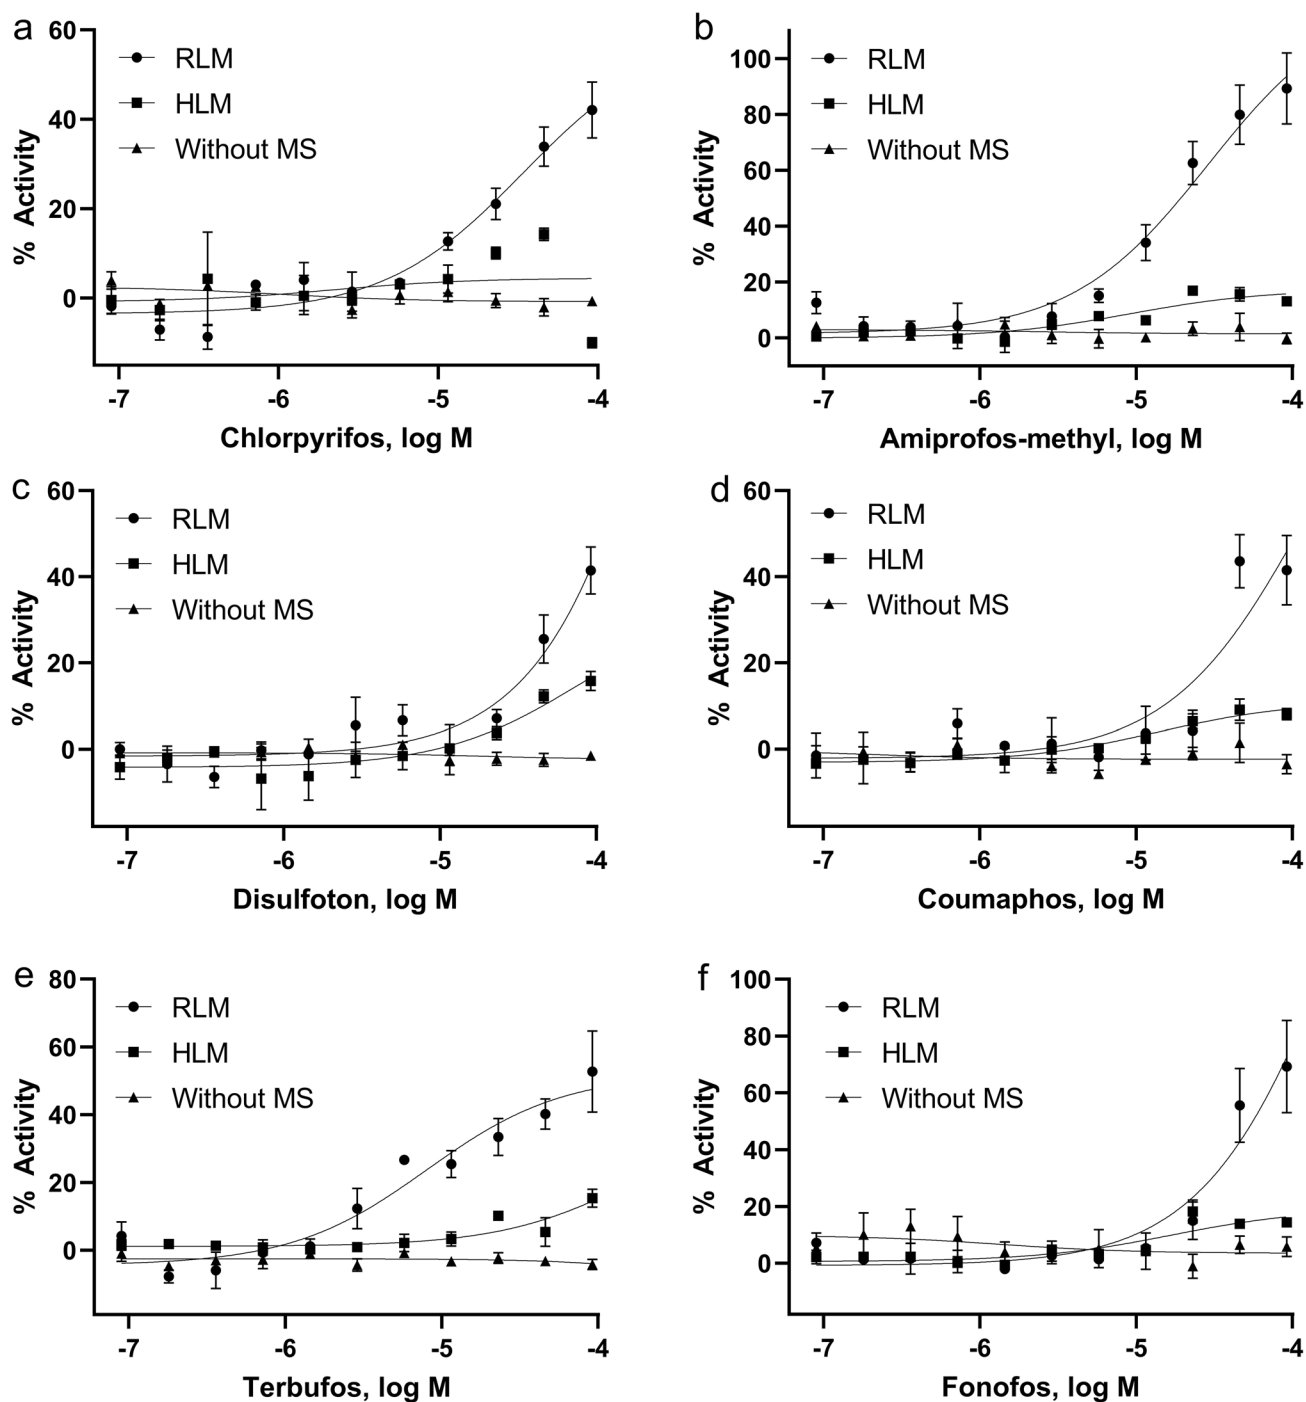 a
60
40
20
0
% Activity
RLM
HLM
Without MS
-7 -6 -5 -4
Chlorpyrifos, log M
b
100
80
60
40
20
0
% Activity
RLM
HLM
Without MS
-7 -6 -5 -4
Amiprofos-methyl, log M
c
60
40
20
0
% Activity
RLM
HLM
Without MS
-7 -6 -5 -4
Disulfoton, log M
d
60
40
20
0
% Activity
RLM
HLM
Without MS
-7 -6 -5 -4
Coumaphos, log M
e
80
60
40
20
0
% Activity
RLM
HLM
Without MS
-7 -6 -5 -4
Terbufos, log M
f
100
80
60
40
20
0
% Activity
RLM
HLM
Without MS
-7 -6 -5 -4
Fonofos, log M